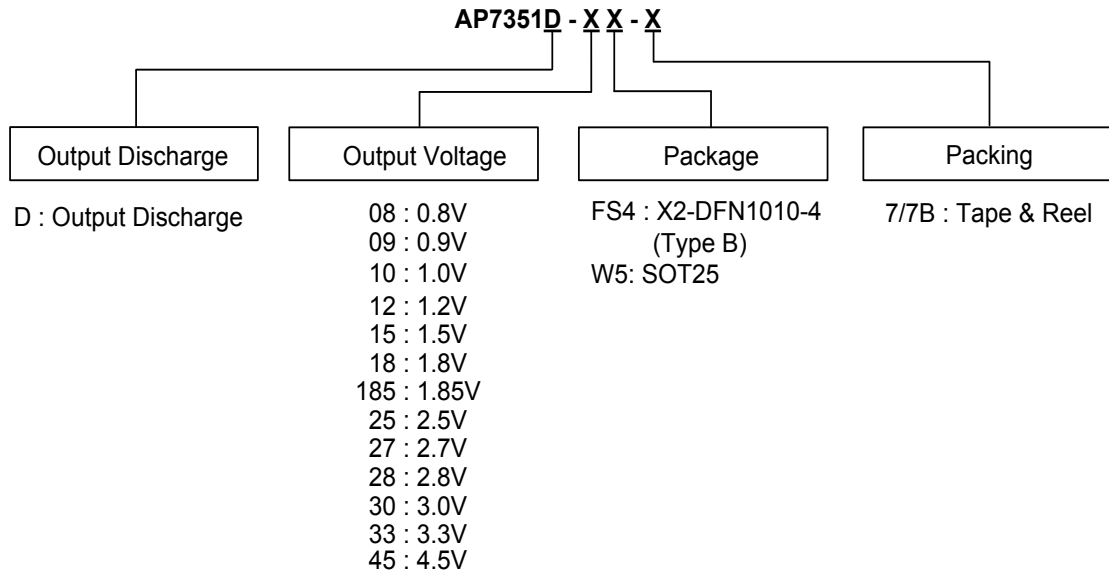 AP7351D - X X - X
Output Discharge
D : Output Discharge
Output Voltage
08 : 0.8V
09 : 0.9V
10 : 1.0V
12 : 1.2V
15 : 1.5V
18 : 1.8V
185 : 1.85V
25 : 2.5V
27 : 2.7V
28 : 2.8V
30 : 3.0V
33 : 3.3V
45 : 4.5V
Package
FS4 : X2-DFN1010-4
(Type B)
W5: SOT25
Packing
7/7B : Tape & Reel